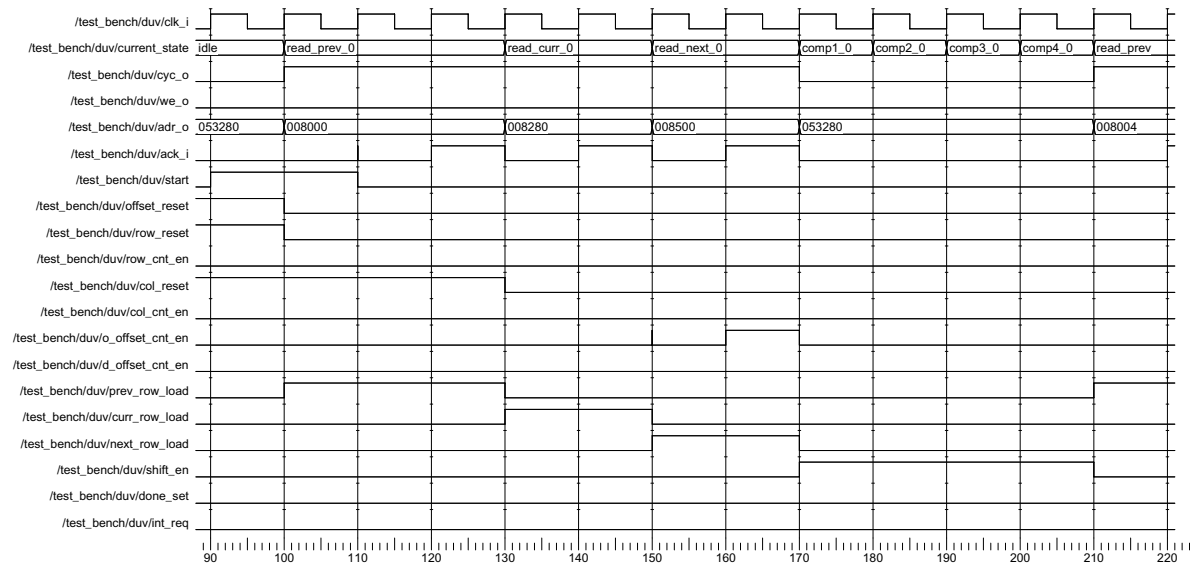 /test_bench/duv/clk_i
/test_bench/duv/current_state idle read_prev_0 read_curr_0 read_next_0 comp1_0 comp2_0 comp3_0 comp4_0 read_prev
/test_bench/duv/cyc_o
/test_bench/duv/we_o
/test_bench/duv/adr_o 053280 008000 008280 008500 053280 008004
/test_bench/duv/ack_i
/test_bench/duv/start
/test_bench/duv/offset_reset
/test_bench/duv/row_reset
/test_bench/duv/row_cnt_en
/test_bench/duv/col_reset
/test_bench/duv/col_cnt_en
/test_bench/duv/o_offset_cnt_en
/test_bench/duv/d_offset_cnt_en
/test_bench/duv/prev_row_load
/test_bench/duv/curr_row_load
/test_bench/duv/next_row_load
/test_bench/duv/shift_en
/test_bench/duv/done_set
/test_bench/duv/int_req
90 100 110 120 130 140 150 160 170 180 190 200 210 220